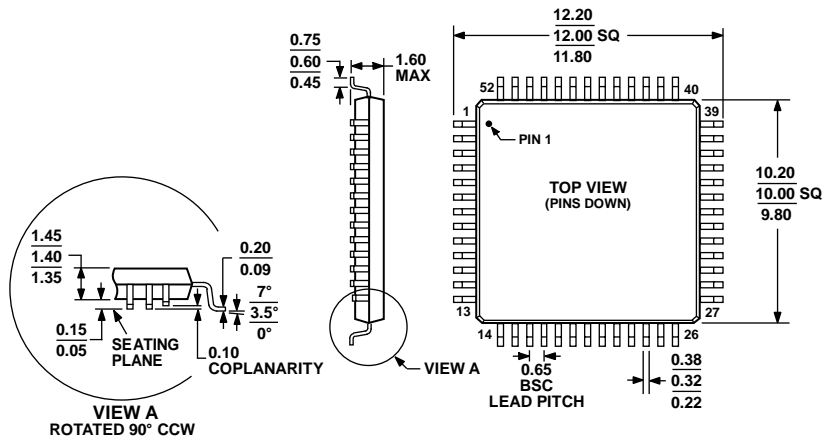 0.75
0.60
0.45
1.60
MAX
12.20
12.00 SQ
11.80
52
40
1
39
PIN 1
TOP VIEW
(PINS DOWN)
10.20
10.00 SQ
9.80
13
27
14
26
0.65
BSC
LEAD PITCH
0.38
0.32
0.22
VIEW A
1.45
1.40
1.35
0.20
0.09
7°
3.5°
0°
0.15
0.05
SEATING
PLANE
0.10
COPLANARITY
VIEW A
ROTATED 90° CCW